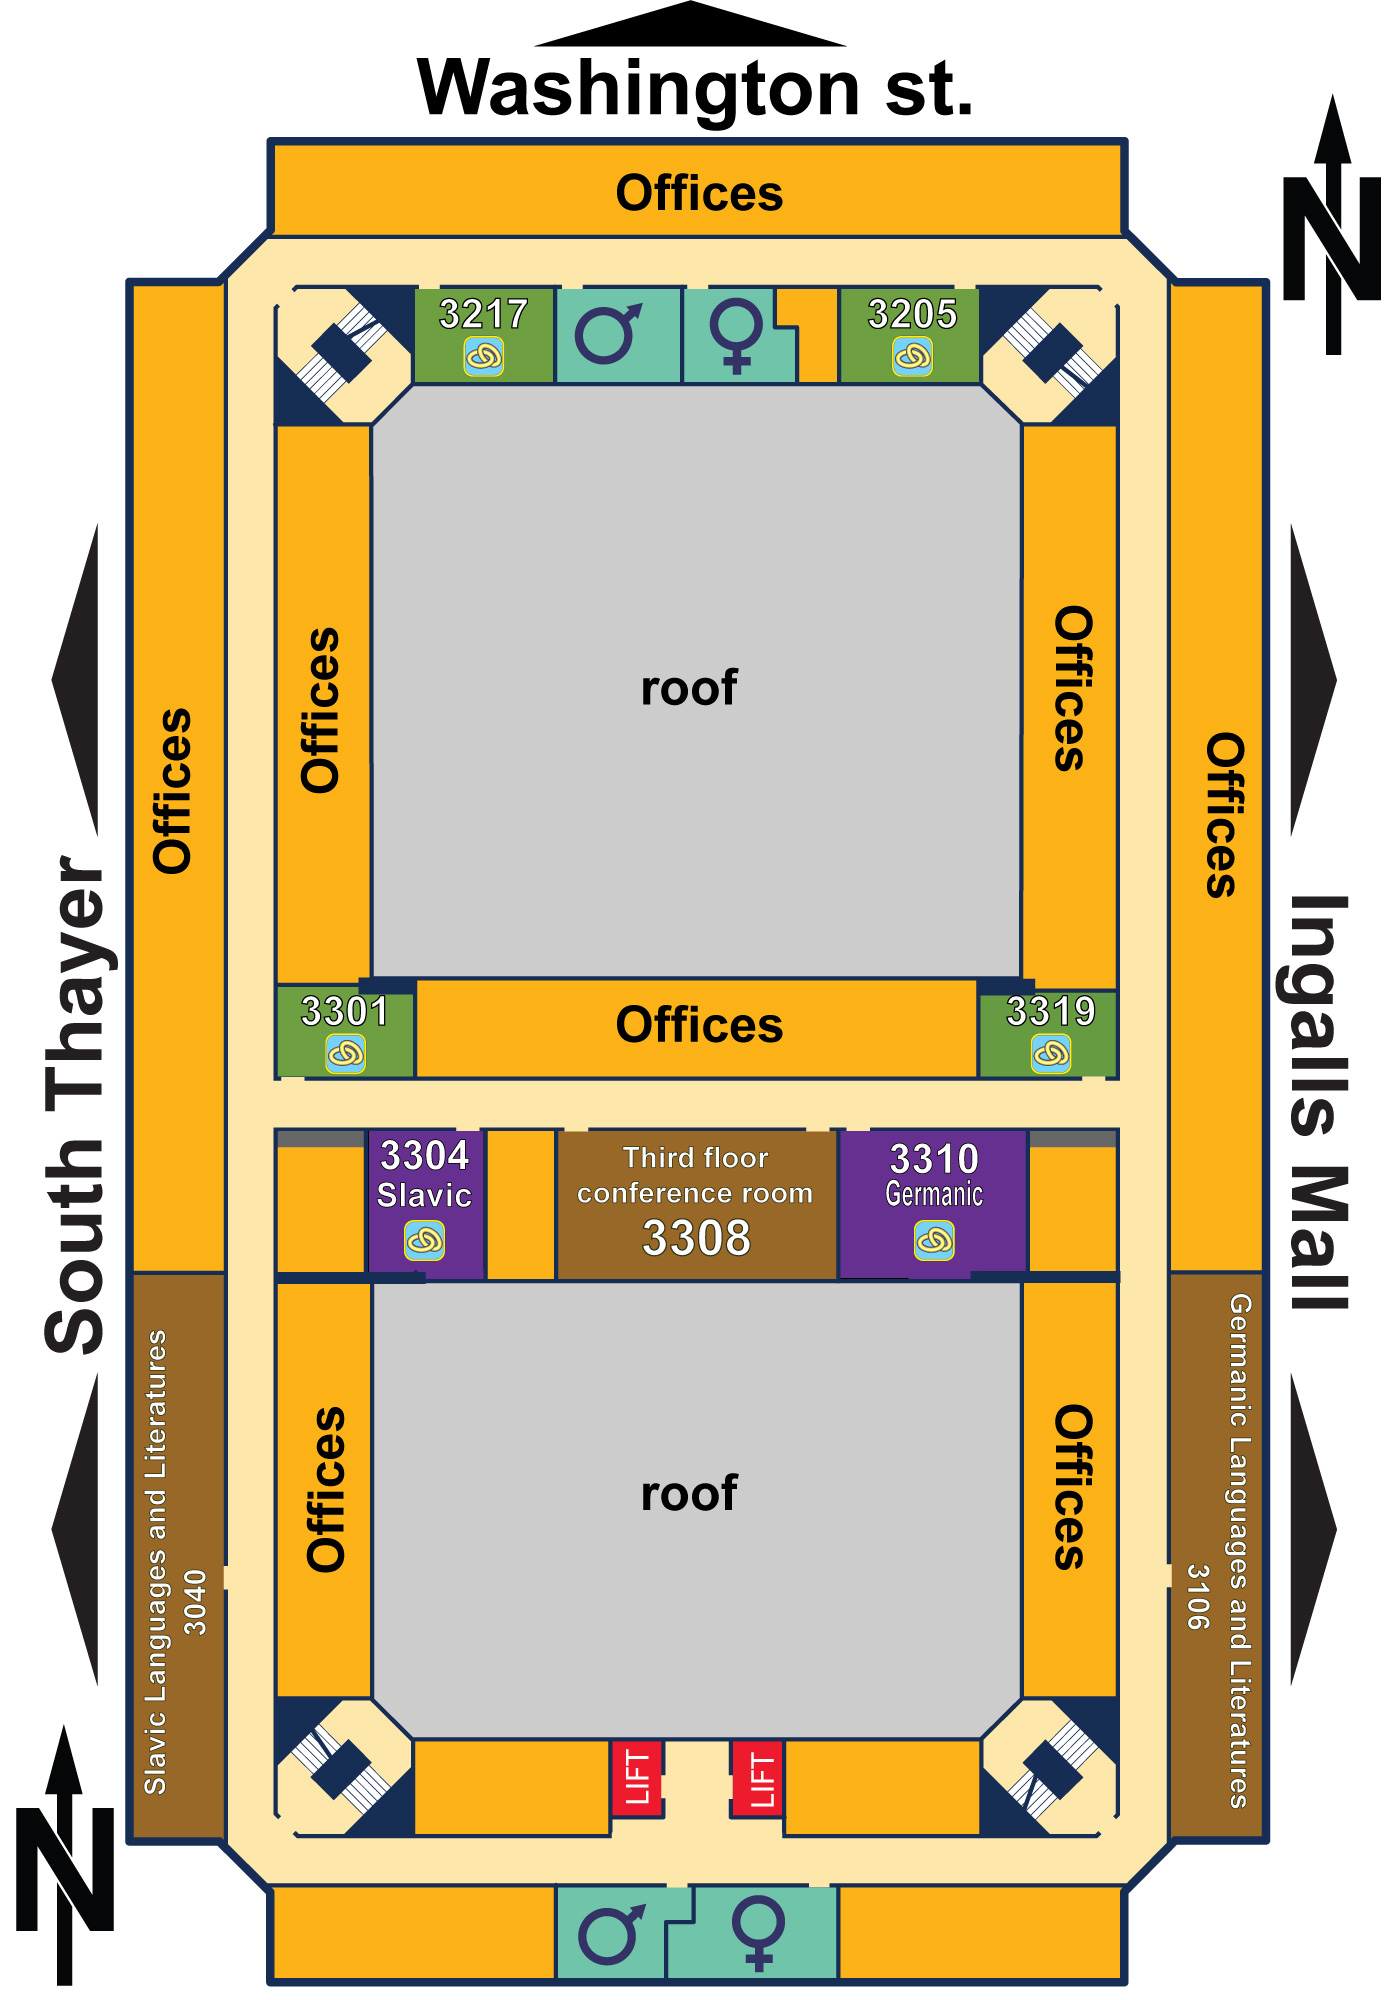 Washington st.
N
Offices
3217
3205
Offices
Offices
roof
Offices
Offices
South Thayer
Ingalls Mall
3301
Offices
3319
3304
Slavic
Third floor
conference room
3308
3310
Germanic
Slavic Languages and Literatures
3040
Offices
roof
Offices
Germanic Languages and Literatures
3106
LIFT
LIFT
N